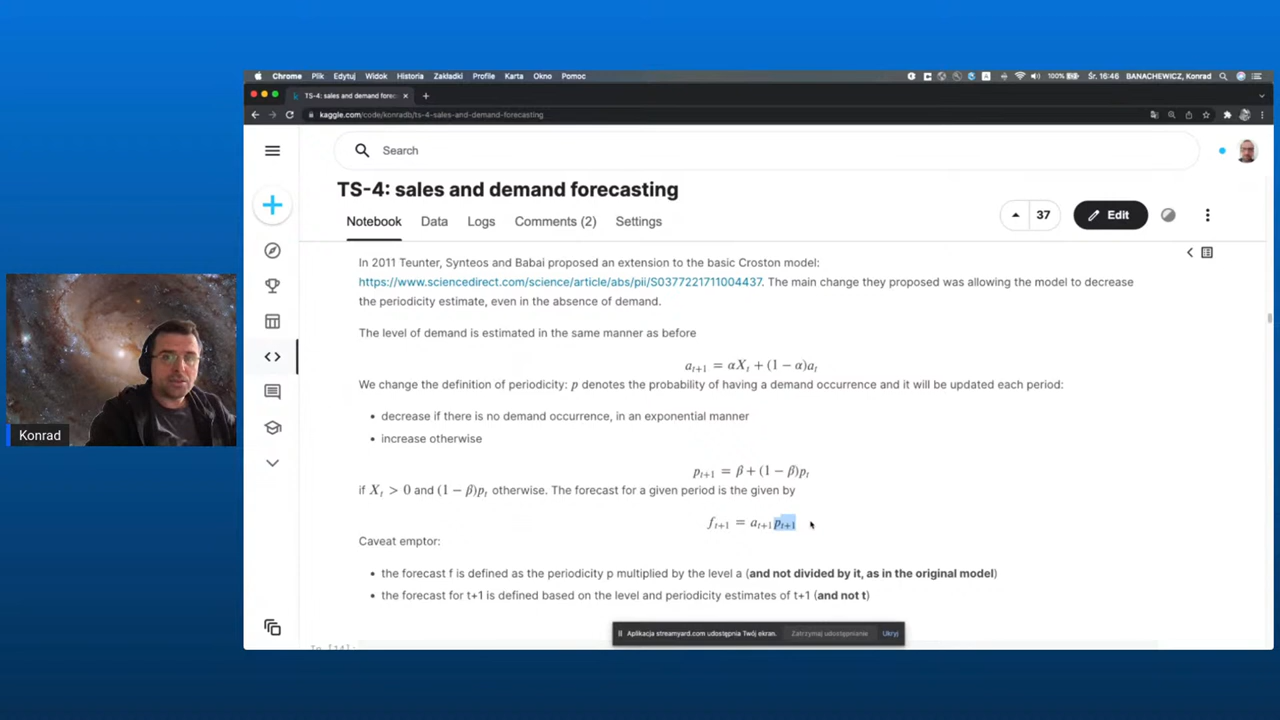 Chrome Plik Edytuj Widok Historia Zakładki Profile Karta Okno Pomoc 100% Śr. 16:46 BANACHEWICZ, Konrad
TS-4: sales and demand forec
kaggle.com/code/konradb/ts-4-sales-and-demand-forecasting
Search
TS-4: sales and demand forecasting
Notebook Data Logs Comments (2) Settings
37 Edit
In 2011 Teunter, Synteos and Babai proposed an extension to the basic Croston model:
https://www.sciencedirect.com/science/article/abs/pii/S0377221711004437. The main change they proposed was allowing the model to decrease
the periodicity estimate, even in the absence of demand.
The level of demand is estimated in the same manner as before
a_{t+1} = αX_t + (1 − α)a_t
We change the definition of periodicity: p denotes the probability of having a demand occurrence and it will be updated each period:
• decrease if there is no demand occurrence, in an exponential manner
• increase otherwise
p_{t+1} = β + (1 − β)p_t
if X_t > 0 and (1 − β)p_t otherwise. The forecast for a given period is the given by
f_{t+1} = a_{t+1}p_{t+1}
Caveat emptor:
• the forecast f is defined as the periodicity p multiplied by the level a (and not divided by it, as in the original model)
• the forecast for t+1 is defined based on the level and periodicity estimates of t+1 (and not t)
Aplikacja streamyard.com udostępnia Twój ekran. Zatrzymaj udostępnianie Ukryj
In [14]:
Konrad